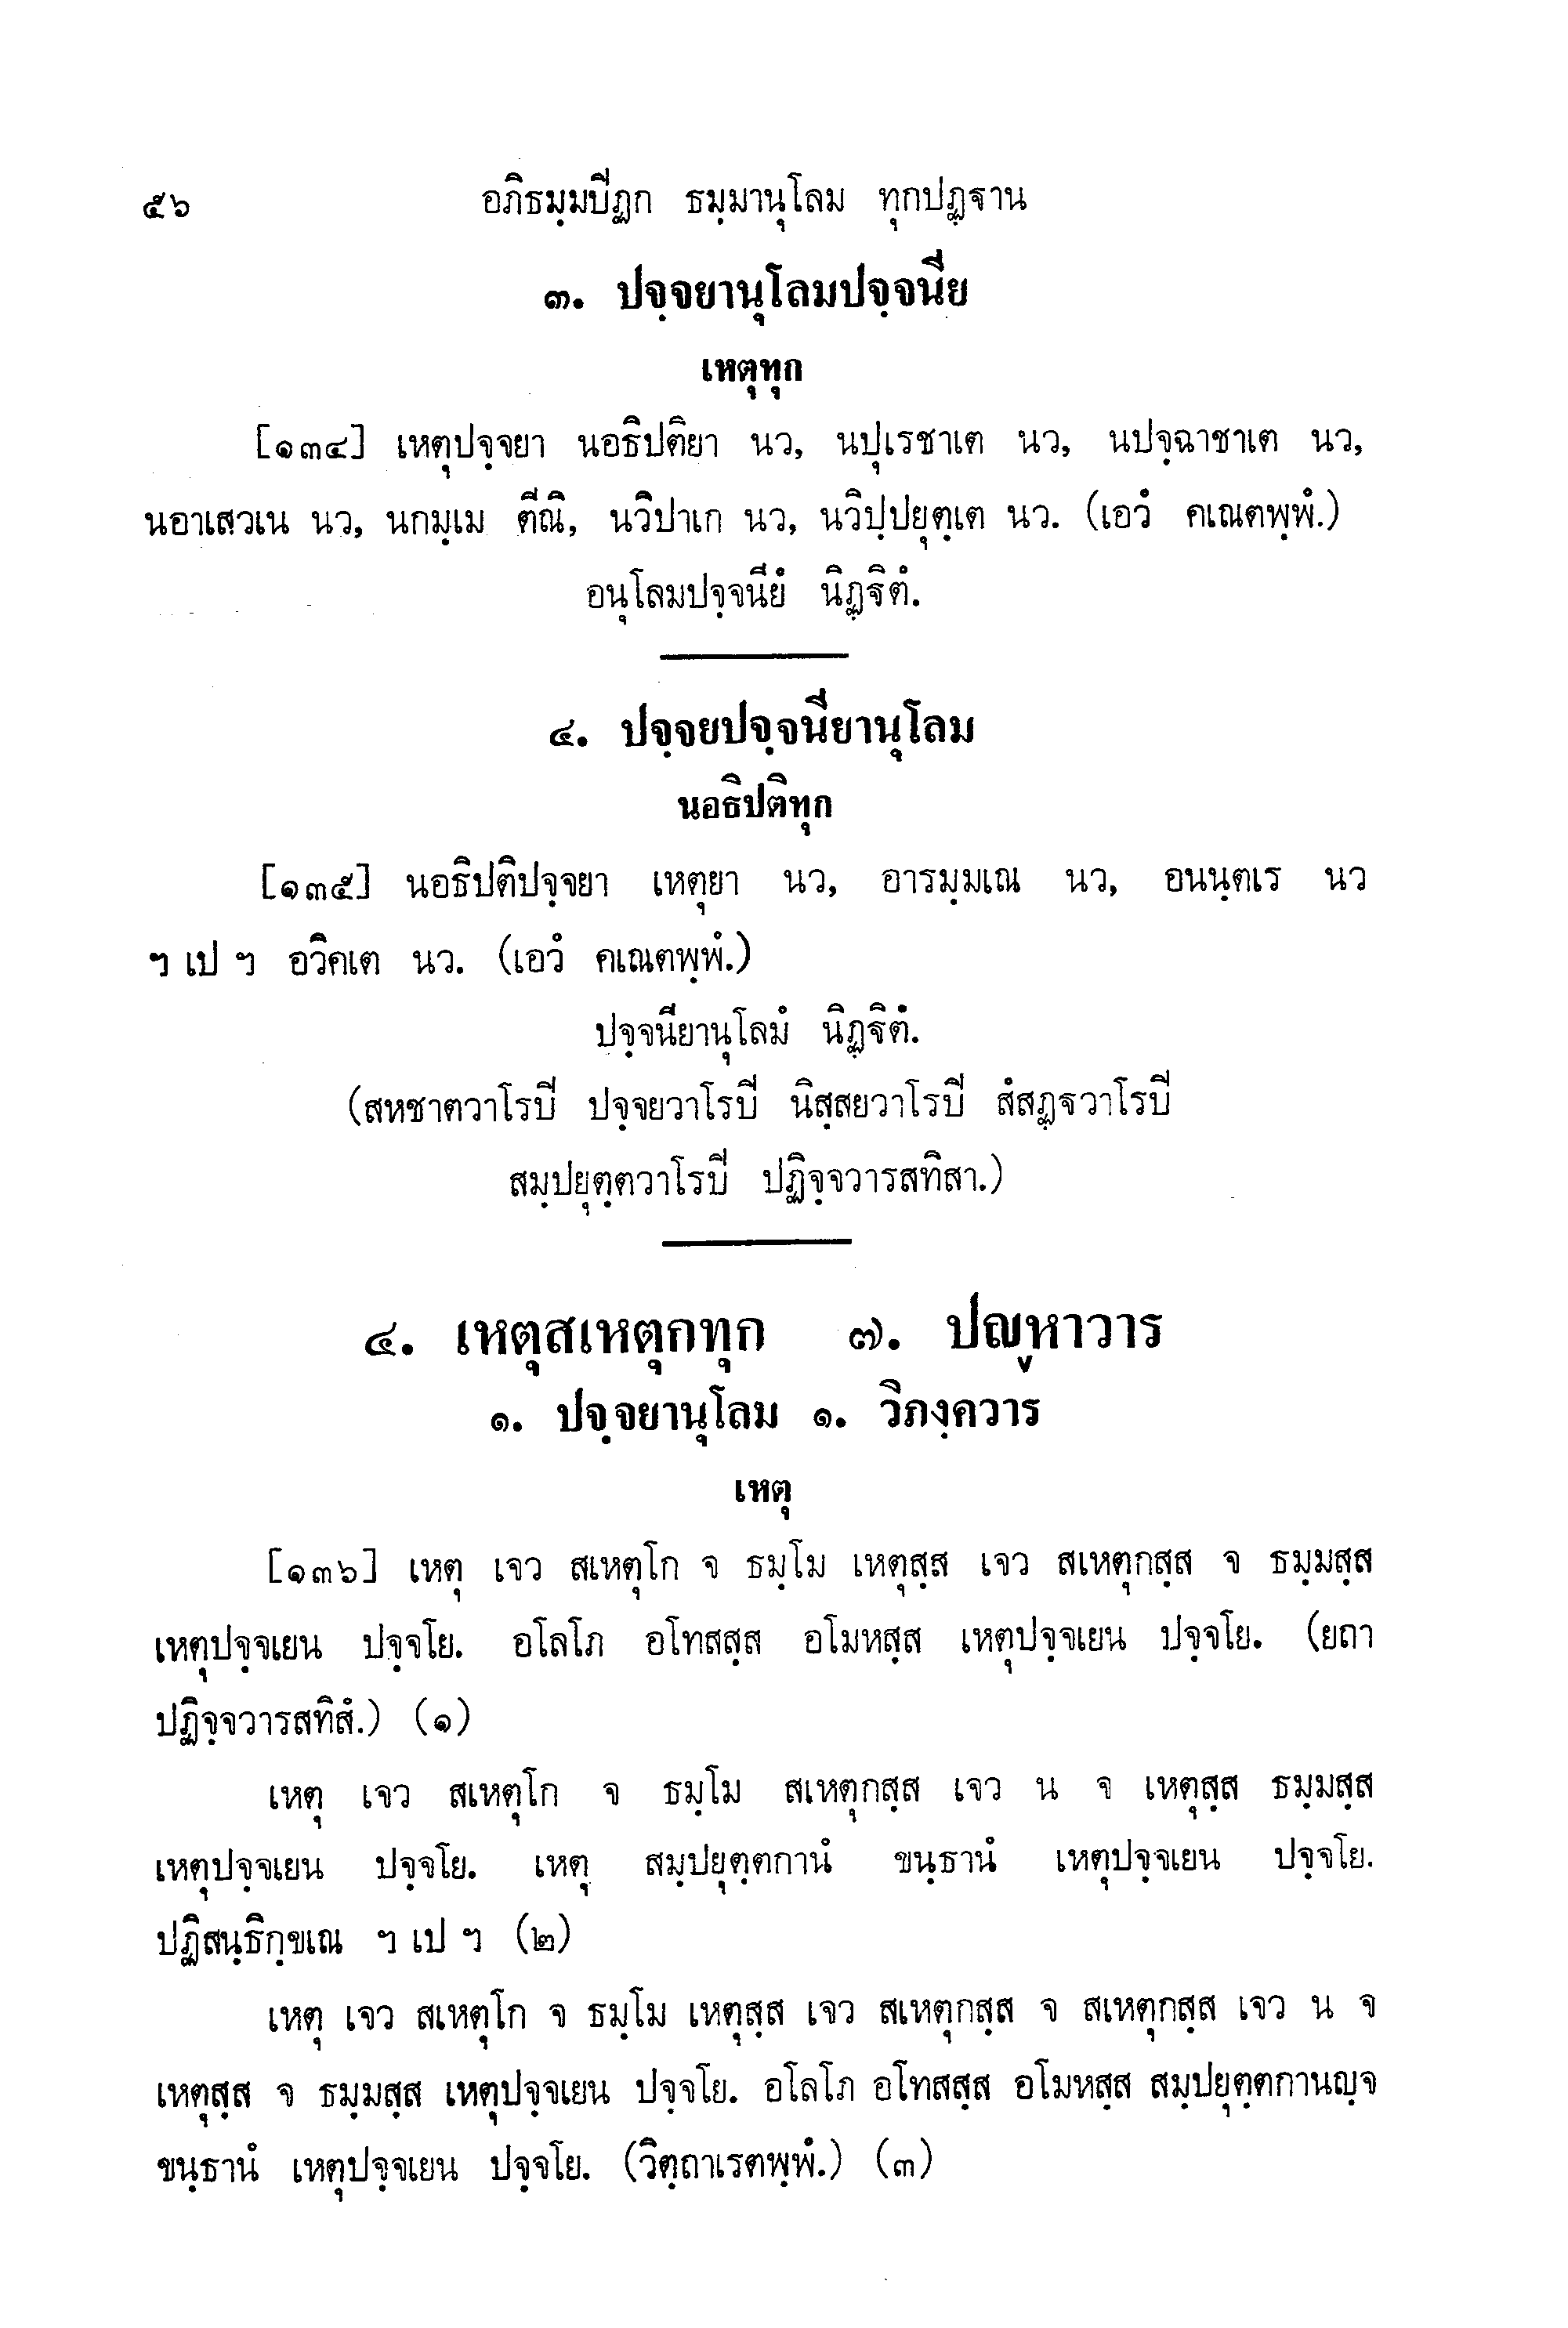 ๕๖ อภิธมฺมปีฏก ธมฺมานุโลม ทุกปฏฺฐาน
๓. ปจฺจยานุโลมปจฺจนีย
เหตุทุก
[๑๓๔] เหตุปจฺจยา นอธิปติยา นว, นปุเรชาเต นว, นปจฺฉาชาเต นว,
นอาเสวเน นว, นกมฺเม ตีณิ, นวิปาเก นว, นวิปฺปยุตฺเต นว. (เอวํ คเณตพฺพํ.)
อนุโลมปจฺจนียํ นิฏฺฐิตํ.
๔. ปจฺจยปจฺจนียานุโลม
นอธิปติทุก
[๑๓๕] นอธิปติปจฺจยา เหตุยา นว, อารมฺมเณ นว, อนนฺตเร นว
ฯ เป ฯ อวิคเต นว. (เอวํ คเณตพฺพํ.)
ปจฺจนียานุโลมํ นิฏฺฐิตํ.
(สหชาตวาโรปี ปจฺจยวาโรปี นิสฺสยวาโรปี สํสฏฺฐวาโรปี
สมฺปยุตฺตวาโรปี ปฏิจฺจวารสทิสา.)
๔. เหตุสเหตุกทุก ๗. ปญฺหาวาร
๑. ปจฺจยานุโลม ๑. วิภงฺควาร
เหตุ
[๑๓๖] เหตุ เจว สเหตุโก จ ธมฺโม เหตุสฺส เจว สเหตุกสฺส จ ธมฺมสฺส
เหตุปจฺจเยน ปจฺจโย. อโลโภ อโทสสฺส อโมหสฺส เหตุปจฺจเยน ปจฺจโย. (ยถา
ปฏิจฺจวารสทิสํ.) (๑)
เหตุ เจว สเหตุโก จ ธมฺโม สเหตุกสฺส เจว น จ เหตุสฺส ธมฺมสฺส
เหตุปจฺจเยน ปจฺจโย. เหตุ สมฺปยุตฺตกานํ ขนฺธานํ เหตุปจฺจเยน ปจฺจโย.
ปฏิสนฺธิกฺขเณ ฯ เป ฯ (๒)
เหตุ เจว สเหตุโก จ ธมฺโม เหตุสฺส เจว สเหตุกสฺส จ สเหตุกสฺส เจว น จ
เหตุสฺส จ ธมฺมสฺส เหตุปจฺจเยน ปจฺจโย. อโลโภ อโทสสฺส อโมหสฺส สมฺปยุตฺตกานญฺจ
ขนฺธานํ เหตุปจฺจเยน ปจฺจโย. (วิตฺถาเรตพฺพํ.) (๓)